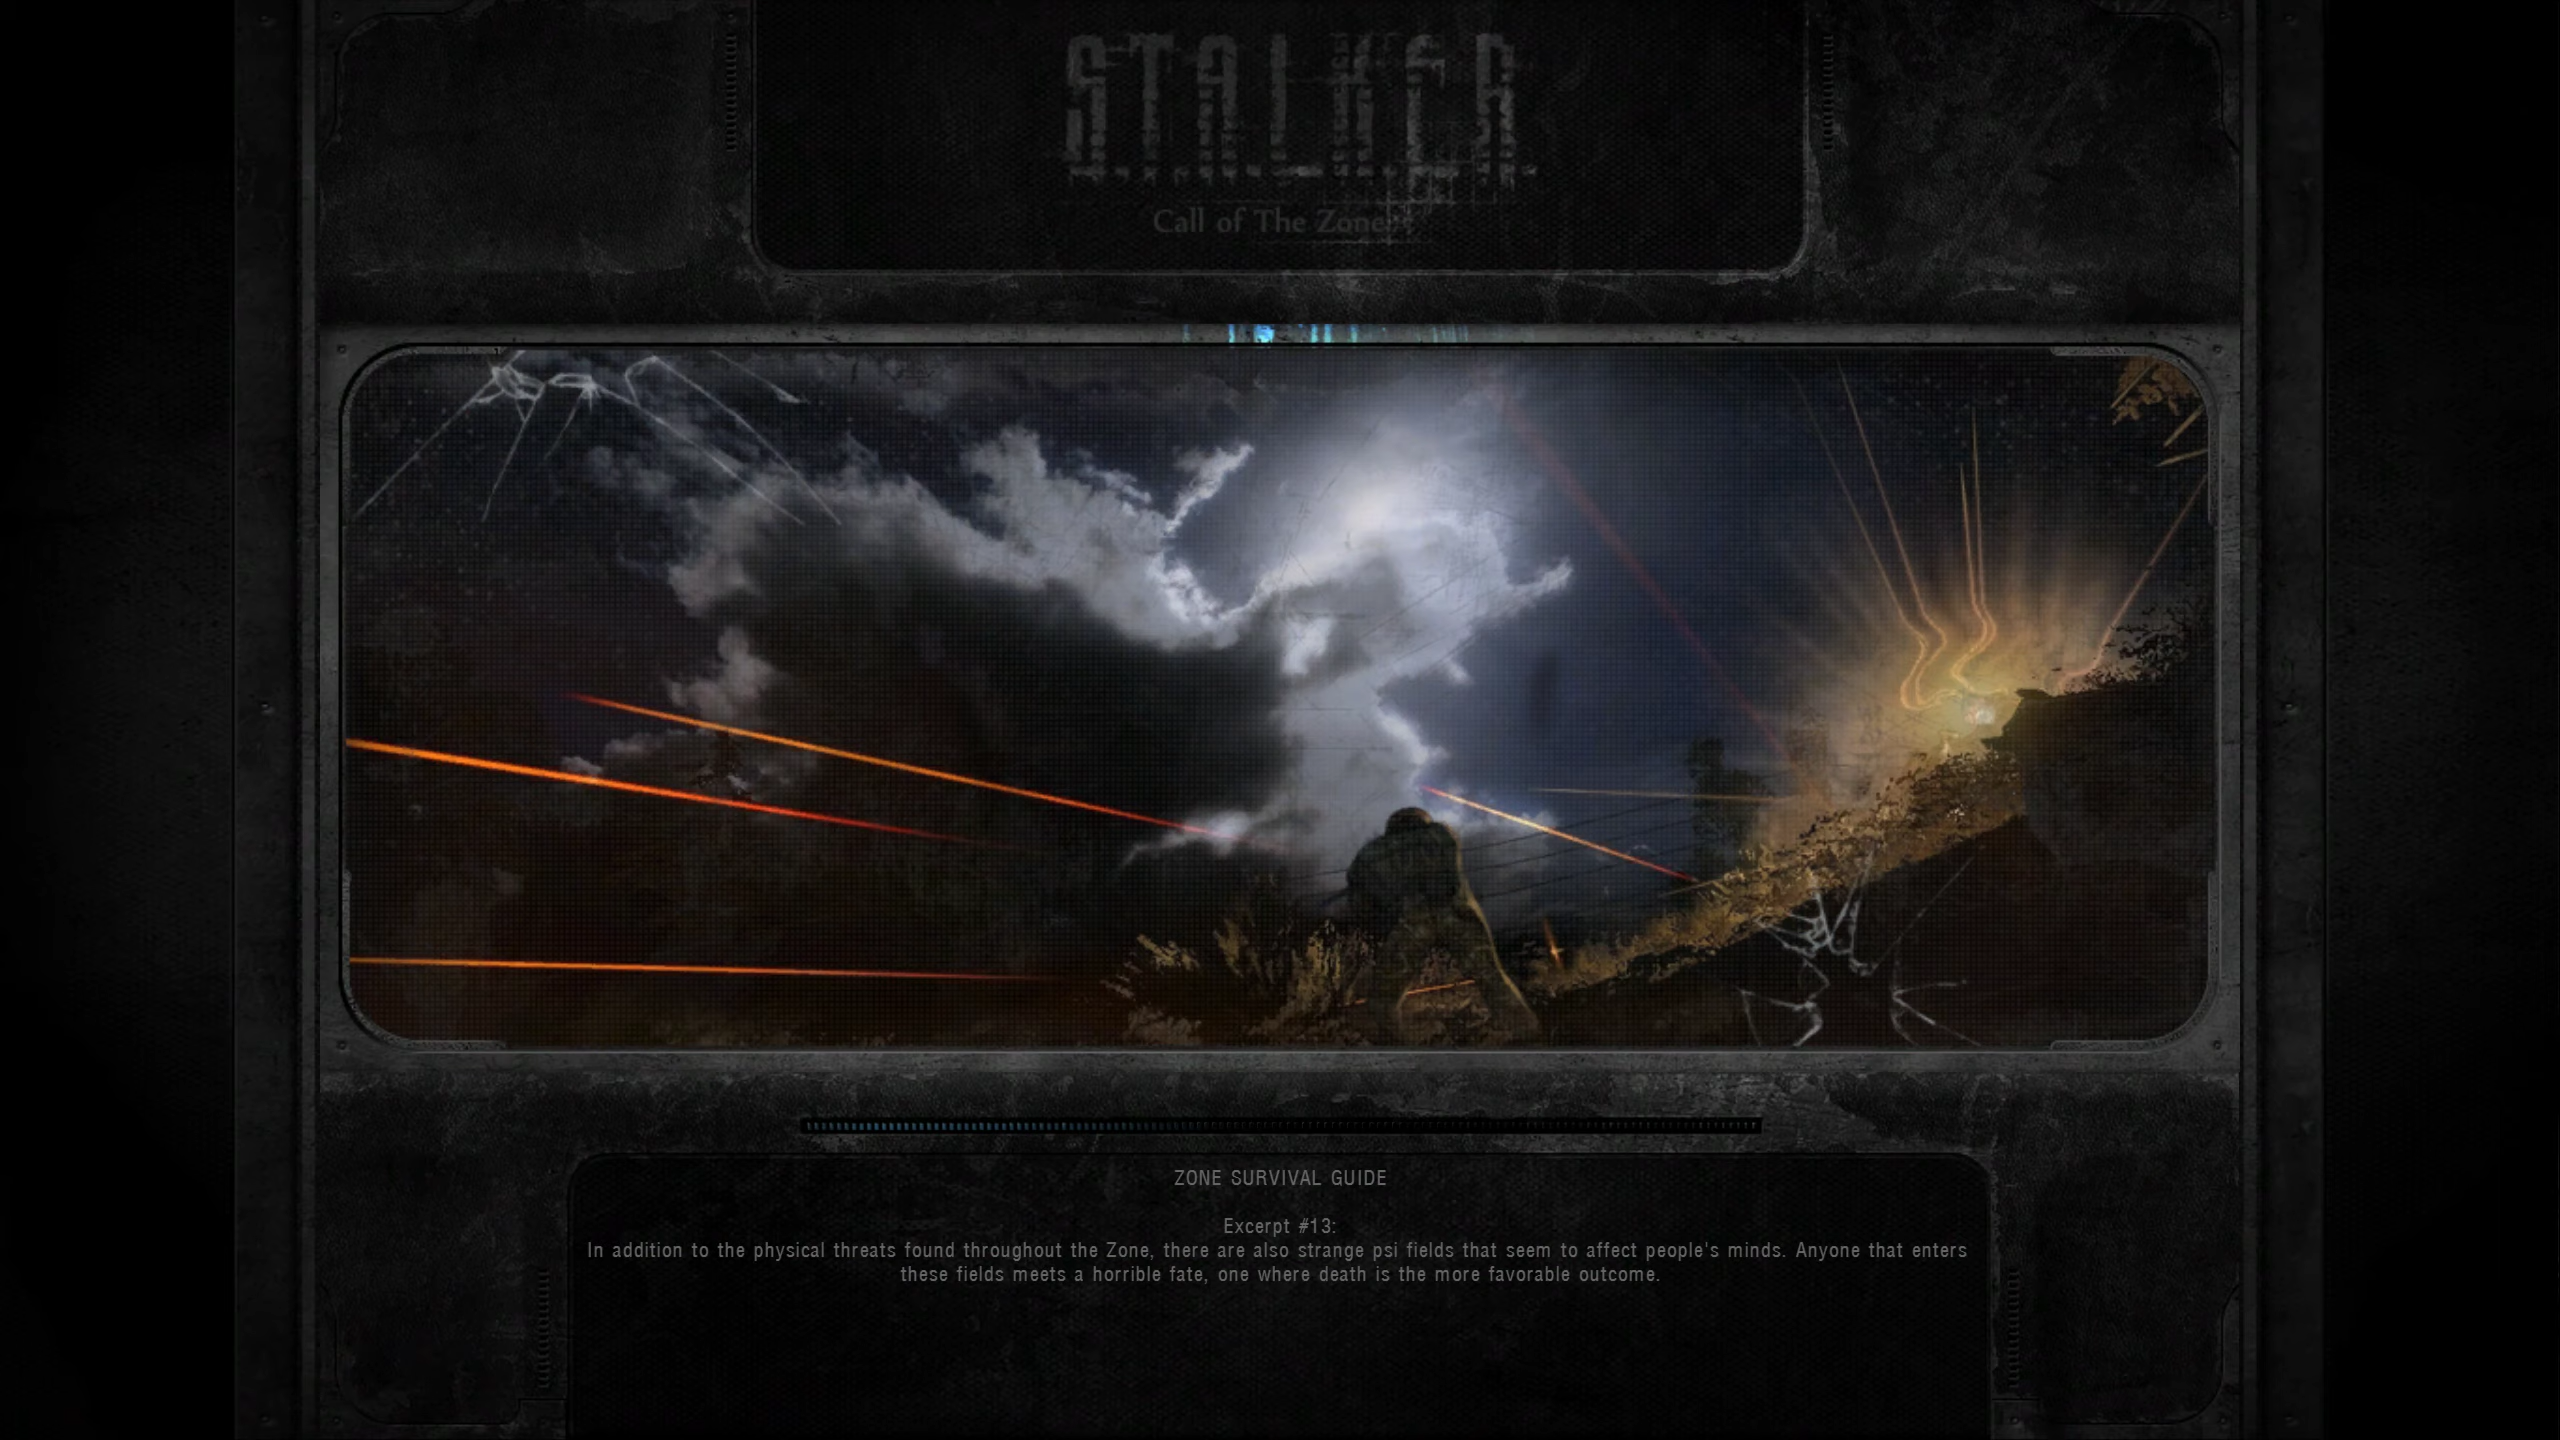 S.T.A.L.K.E.R.
Call of The Zone
ZONE SURVIVAL GUIDE
Excerpt #13:
In addition to the physical threats found throughout the Zone, there are also strange psi fields that seem to affect people's minds. Anyone that enters
these fields meets a horrible fate, one where death is the more favorable outcome.